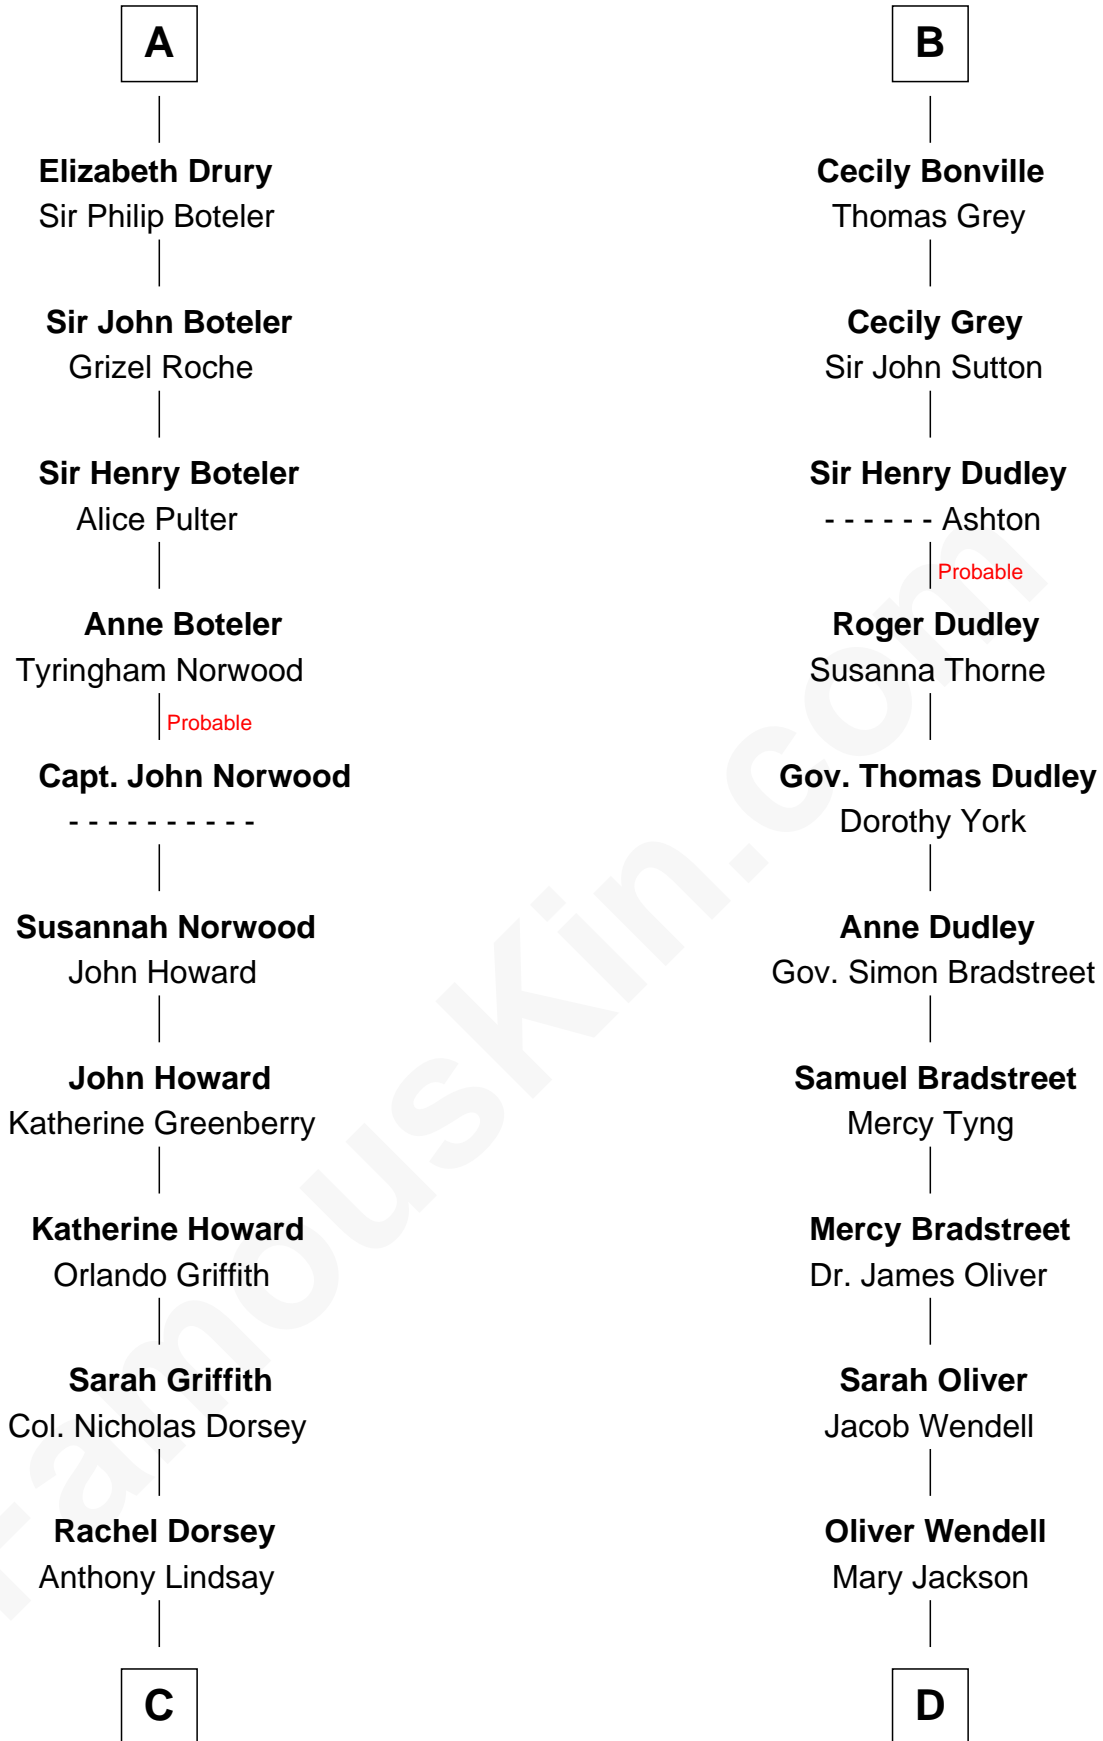 A
Elizabeth Drury
Sir Philip Boteler
Sir John Boteler
Grizel Roche
Sir Henry Boteler
Alice Pulter
Anne Boteler
Tyringham Norwood
Probable
Capt. John Norwood
- - - - - - - - - -
Susannah Norwood
John Howard
John Howard
Katherine Greenberry
Katherine Howard
Orlando Griffith
Sarah Griffith
Col. Nicholas Dorsey
Rachel Dorsey
Anthony Lindsay
C
B
Cecily Bonville
Thomas Grey
Cecily Grey
Sir John Sutton
Sir Henry Dudley
- - - - - - Ashton
Probable
Roger Dudley
Susanna Thorne
Gov. Thomas Dudley
Dorothy York
Anne Dudley
Gov. Simon Bradstreet
Samuel Bradstreet
Mercy Tyng
Mercy Bradstreet
Dr. James Oliver
Sarah Oliver
Jacob Wendell
Oliver Wendell
Mary Jackson
D
FamousKin.com